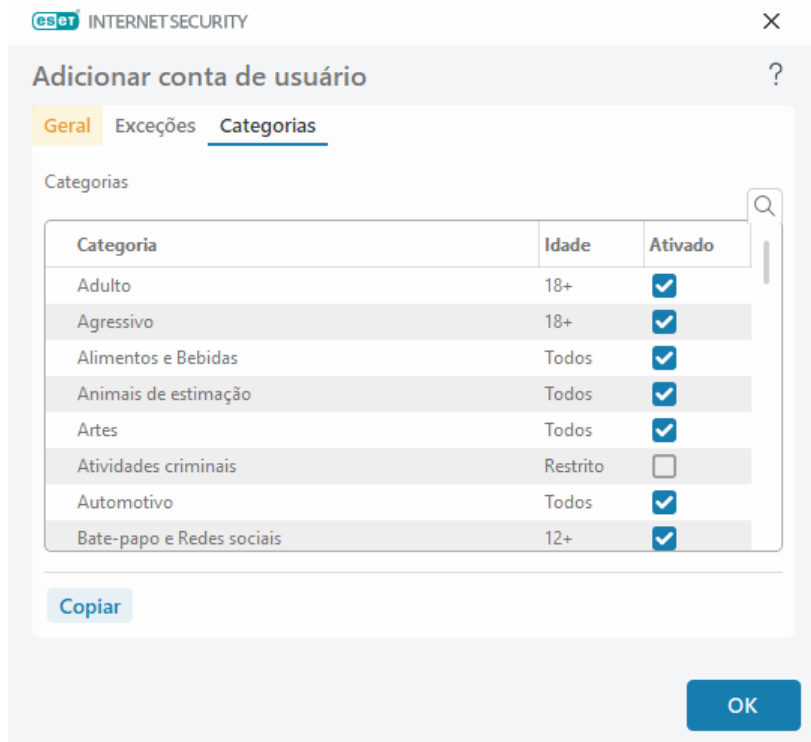 eset INTERNET SECURITY
Adicionar conta de usuário ?
Geral Exceções Categorias
Categorias
Categoria Idade Ativado
Adulto 18+
Agressivo 18+
Alimentos e Bebidas Todos
Animais de estimação Todos
Artes Todos
Atividades criminais Restrito
Automotivo Todos
Bate-papo e Redes sociais 12+
Copiar
OK